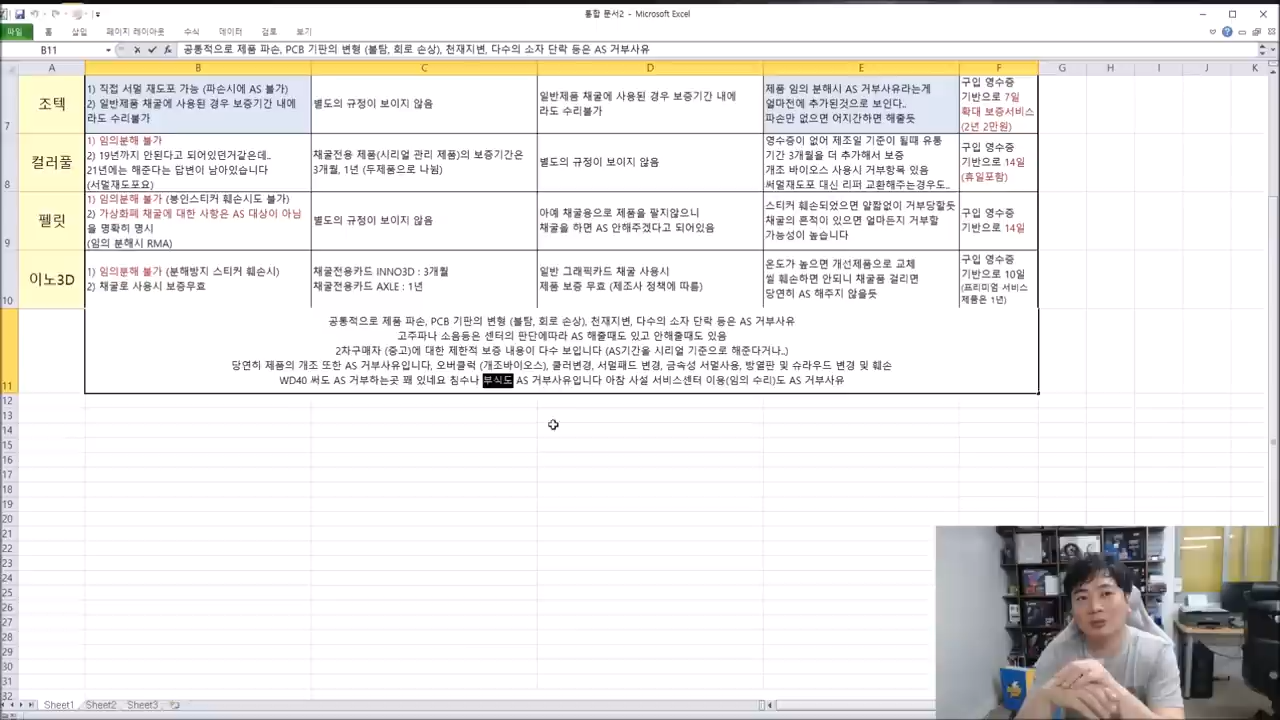 통합 문서2 - Microsoft Excel
파일 홈 삽입 페이지 레이아웃 수식 데이터 검토 보기
B11 fx 공통적으로 제품 파손, PCB 기판의 변형 (불탐, 회로 손상), 천재지변, 다수의 소자 단락 등은 AS 거부사유
A B C D E F G H I J K
7
조텍
1) 직접 서멀 재도포 가능 (파손시에 AS 불가)
2) 일반제품 채굴에 사용된 경우 보증기간 내에
라도 수리불가
별도의 규정이 보이지 않음
일반제품 채굴에 사용된 경우 보증기간 내에
라도 수리불가
제품 임의 분해시 AS 거부사유라는게
얼마전에 추가된것으로 보인다..
파손만 없으면 어지간하면 해줄듯
구입 영수증
기반으로 7일
확대 보증서비스
(2년 2만원)
8
컬러풀
1) 임의분해 불가
2) 19년까지 안된다고 되어있던거같은데..
21년에는 해준다는 답변이 남아있습니다
(서멀재도포요)
채굴전용 제품(시리얼 관리 제품)의 보증기간은
3개월, 1년 (두제품으로 나뉨)
별도의 규정이 보이지 않음
영수증이 없어 제조일 기준이 될때 유통
기간 3개월을 더 추가해서 보증
개조 바이오스 사용시 거부항목 있음
써멀재도포 대신 리퍼 교환해주는경우도..
구입 영수증
기반으로 14일
(휴일포함)
9
펠릿
1) 임의분해 불가 (봉인스티커 훼손시도 불가)
2) 가상화폐 채굴에 대한 사항은 AS 대상이 아님
을 명확히 명시
(임의 분해시 RMA)
별도의 규정이 보이지 않음
아예 채굴용으로 제품을 팔지않으니
채굴을 하면 AS 안해주겠다고 되어있음
스티커 훼손되었으면 얄짤없이 거부당할듯
채굴의 흔적이 있으면 얼마든지 거부할
가능성이 높습니다
구입 영수증
기반으로 14일
10
이노3D
1) 임의분해 불가 (분해방지 스티커 훼손시)
2) 채굴로 사용시 보증무효
채굴전용카드 INNO3D : 3개월
채굴전용카드 AXLE : 1년
일반 그래픽카드 채굴 사용시
제품 보증 무효 (제조사 정책에 따름)
온도가 높으면 개선제품으로 교체
씰 훼손하면 안되니 채굴품 걸리면
당연히 AS 해주지 않을듯
구입 영수증
기반으로 10일
(프리미엄 서비스
제품은 1년)
11
공통적으로 제품 파손, PCB 기판의 변형 (불탐, 회로 손상), 천재지변, 다수의 소자 단락 등은 AS 거부사유
고주파나 소음등은 센터의 판단에따라 AS 해줄때도 있고 안해줄때도 있음
2차구매자 (중고)에 대한 제한적 보증 내용이 다수 보입니다 (AS기간을 시리얼 기준으로 해준다거나..)
당연히 제품의 개조 또한 AS 거부사유입니다, 오버클럭 (개조바이오스), 쿨러변경, 서멀패드 변경, 금속성 서멀사용, 방열판 및 슈라우드 변경 및 훼손
WD40 써도 AS 거부하는곳 꽤 있네요 침수나 부식도 AS 거부사유입니다 아참 사설 서비스센터 이용(임의 수리)도 AS 거부사유
12
13
14
15
16
17
18
19
20
21
22
23
24
25
26
27
28
29
30
31
32
Sheet1 Sheet2 Sheet3